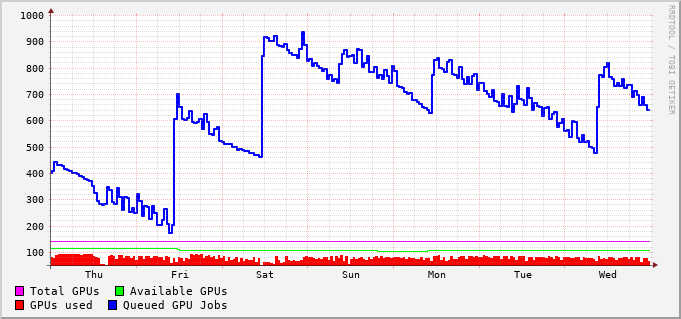 1000
900
800
700
600
500
400
300
200
100
Thu Fri Sat Sun Mon Tue Wed
Total GPUs Available GPUs
GPUs used Queued GPU Jobs
RRDTOOL / TOBI OETIKER